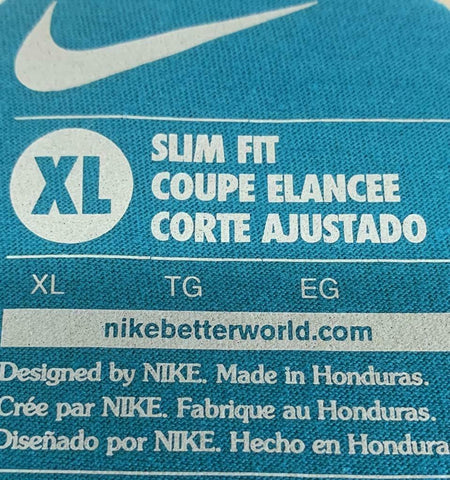 XL
SLIM FIT
COUPE ELANCEE
CORTE AJUSTADO
XL TG EG
nikebetterworld.com
Designed by NIKE. Made in Honduras.
Crée par NIKE. Fabrique au Honduras.
Diseñado por NIKE. Hecho en Hondura